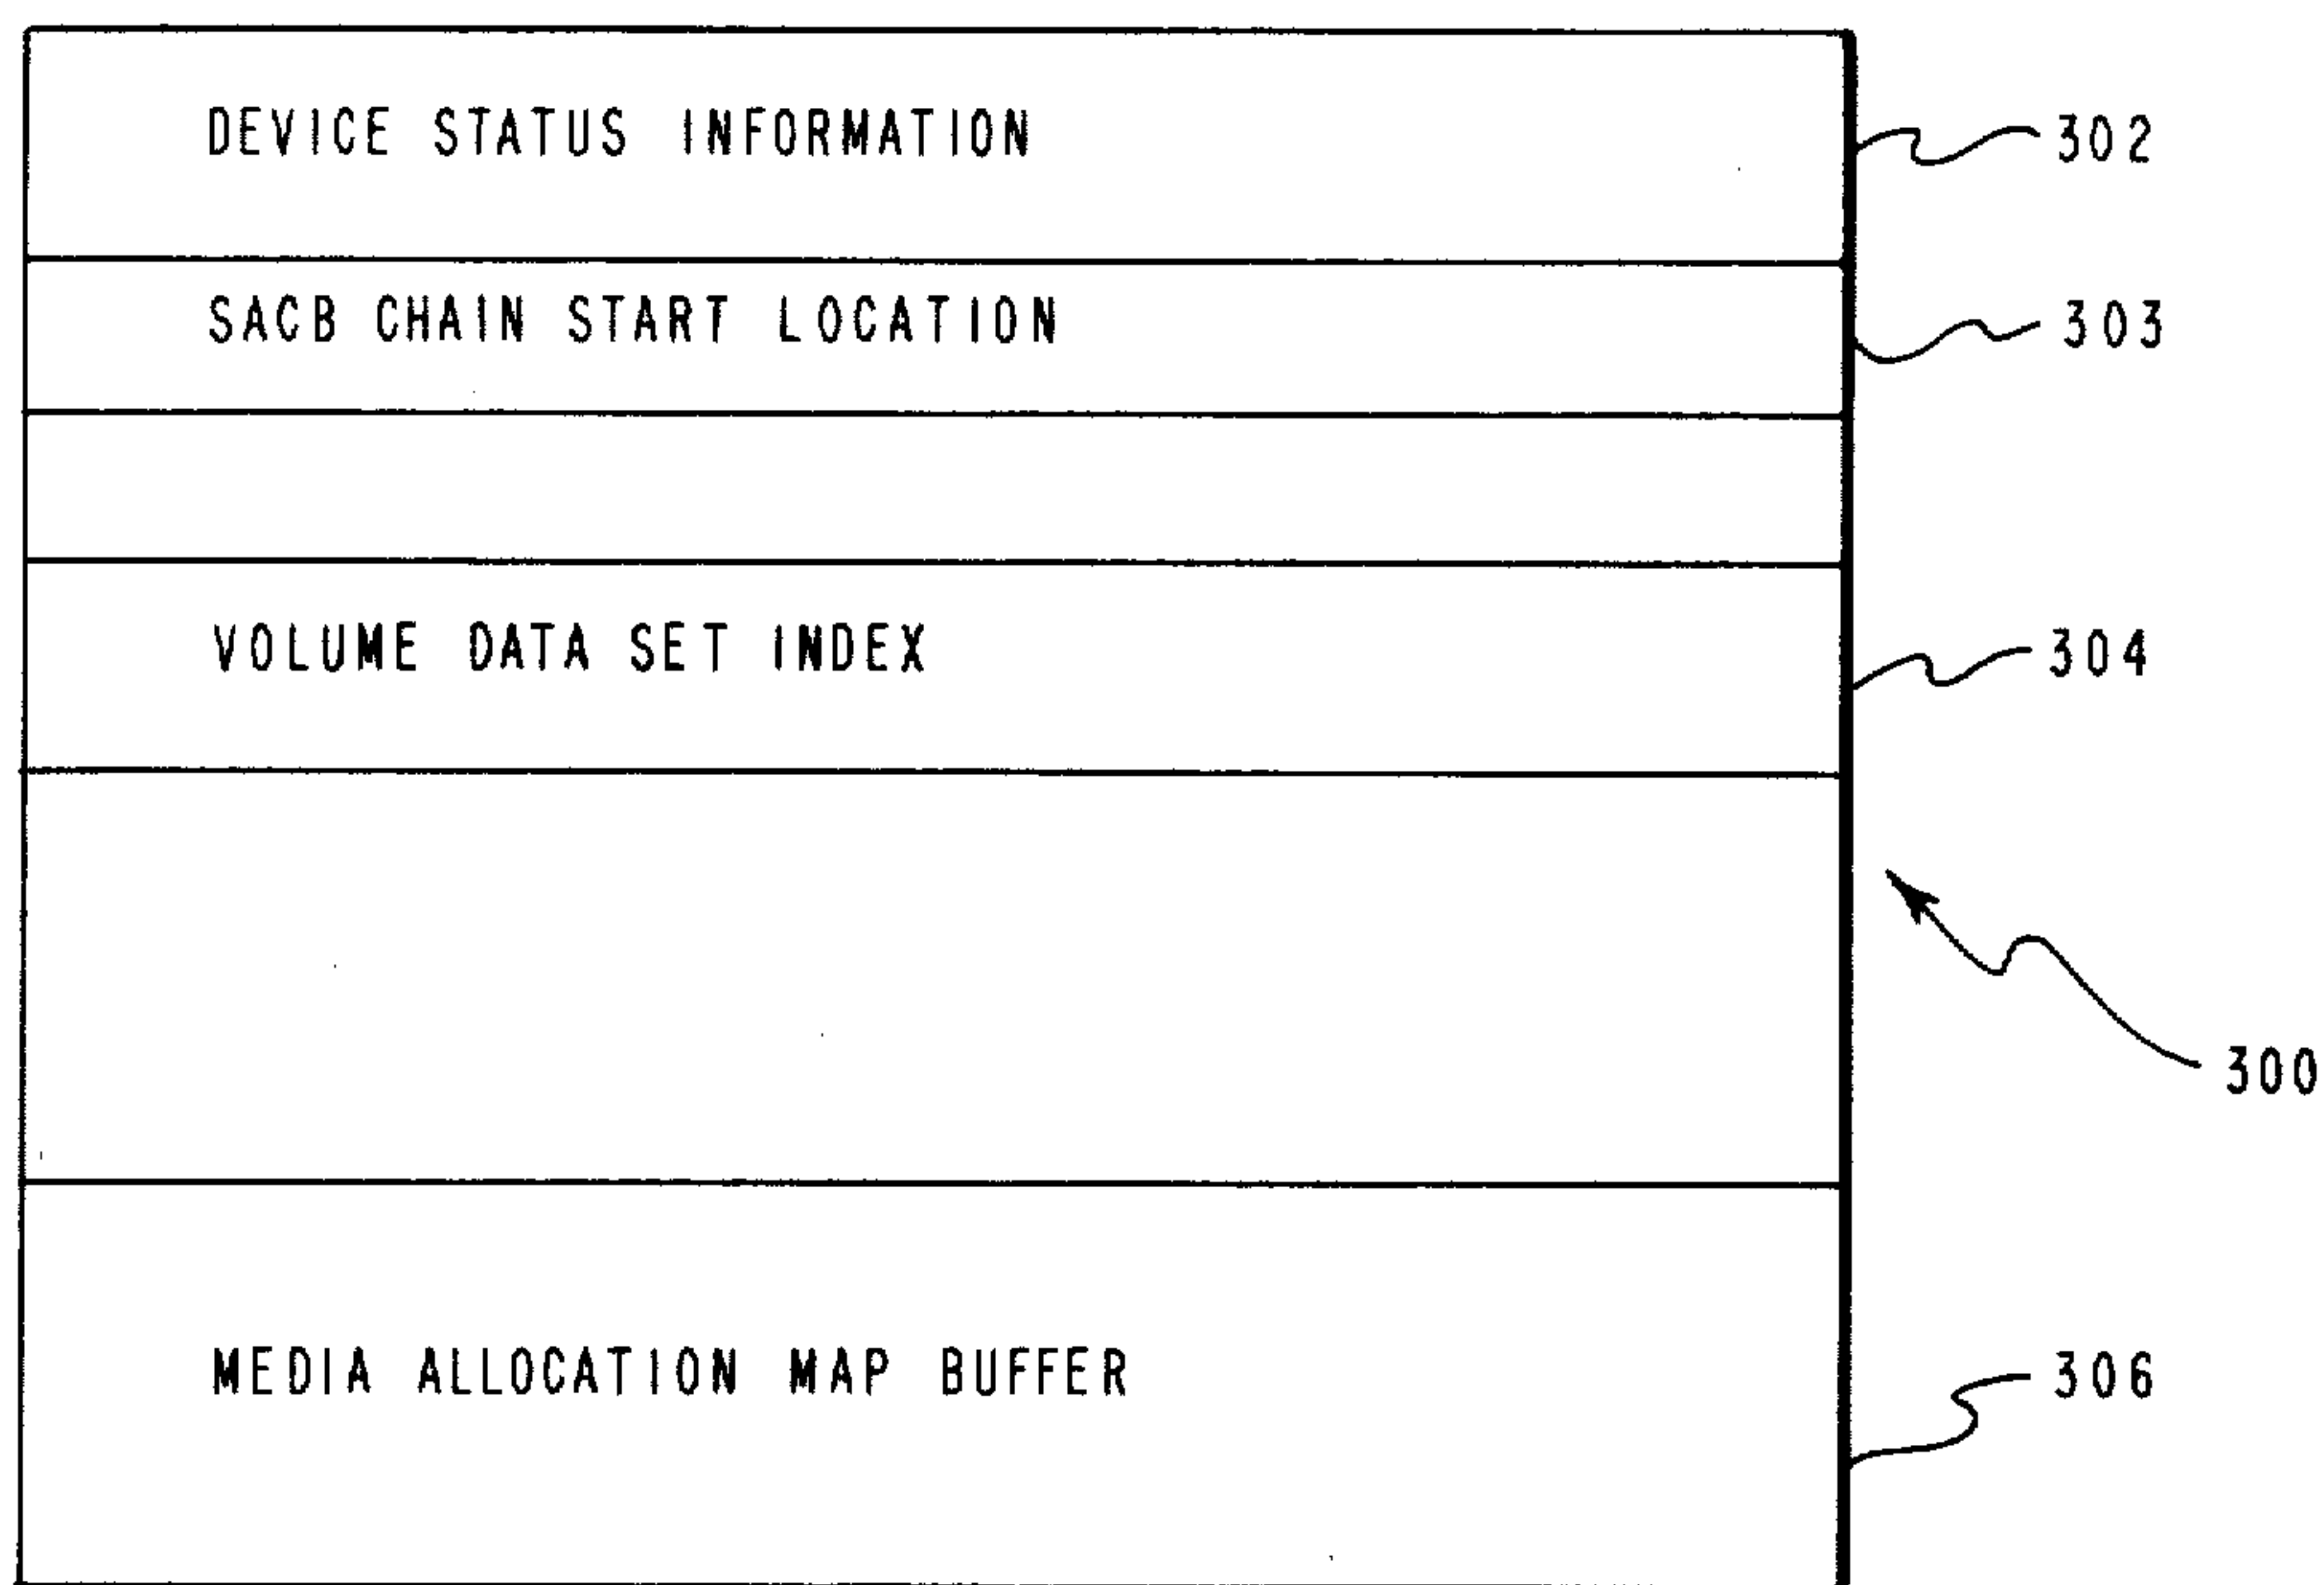 DEVICE STATUS INFORMATION 302
SACB CHAIN START LOCATION 303
VOLUME DATA SET INDEX 304
300
MEDIA ALLOCATION MAP BUFFER 306